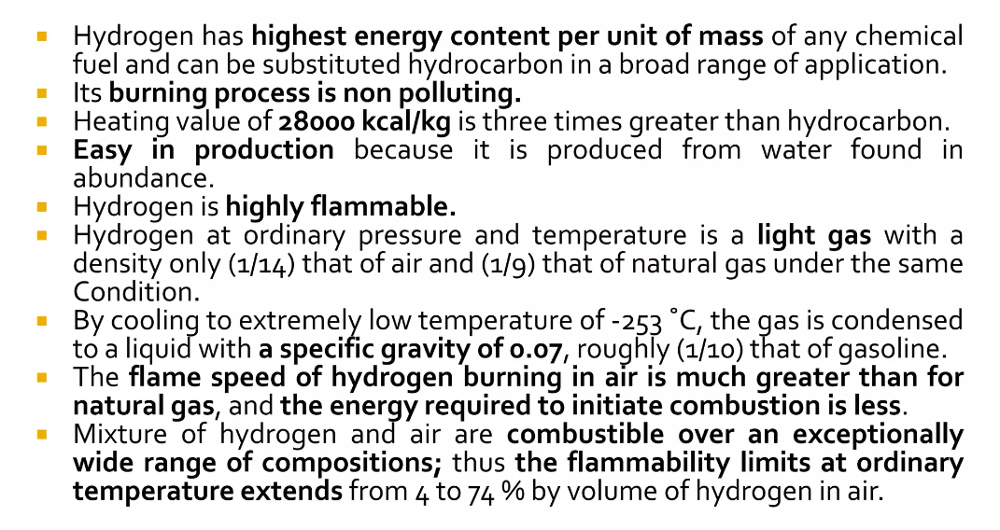 ▪ Hydrogen has highest energy content per unit of mass of any chemical
fuel and can be substituted hydrocarbon in a broad range of application.
▪ Its burning process is non polluting.
▪ Heating value of 28000 kcal/kg is three times greater than hydrocarbon.
▪ Easy in production because it is produced from water found in
abundance.
▪ Hydrogen is highly flammable.
▪ Hydrogen at ordinary pressure and temperature is a light gas with a
density only (1/14) that of air and (1/9) that of natural gas under the same
Condition.
▪ By cooling to extremely low temperature of -253 ˚C, the gas is condensed
to a liquid with a specific gravity of 0.07, roughly (1/10) that of gasoline.
▪ The flame speed of hydrogen burning in air is much greater than for
natural gas, and the energy required to initiate combustion is less.
▪ Mixture of hydrogen and air are combustible over an exceptionally
wide range of compositions; thus the flammability limits at ordinary
temperature extends from 4 to 74 % by volume of hydrogen in air.